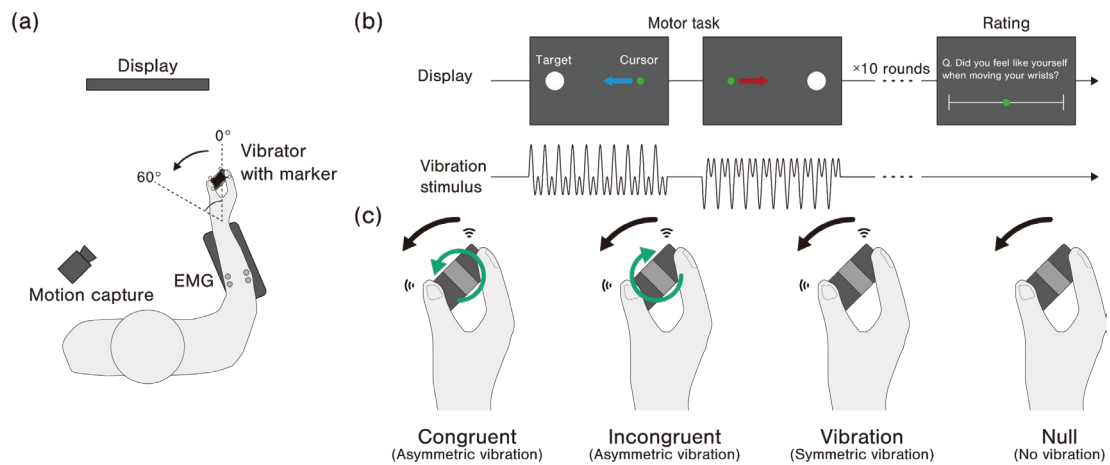 (a)
Display
0°
60°
Vibrator
with marker
EMG
Motion capture
(b)
Motor task
Rating
Display
Target
Cursor
×10 rounds
Q. Did you feel like yourself
when moving your wrists?
Vibration
stimulus
(c)
Congruent
(Asymmetric vibration)
Incongruent
(Asymmetric vibration)
Vibration
(Symmetric vibration)
Null
(No vibration)